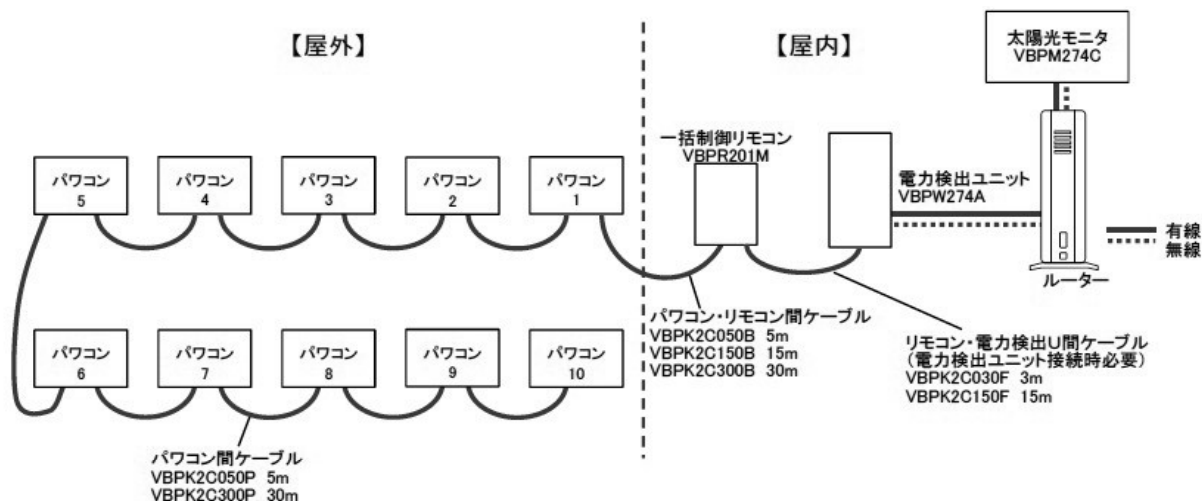 【屋外】
【屋内】
太陽光モニタ
VBPM274C
一括制御リモコン
VBPR201M
電力検出ユニット
VBPW274A
有線
無線
ルーター
パワコン
5
パワコン
4
パワコン
3
パワコン
2
パワコン
1
パワコン・リモコン間ケーブル
VBPK2C050B 5m
VBPK2C150B 15m
VBPK2C300B 30m
リモコン・電力検出U間ケーブル
（電力検出ユニット接続時必要）
VBPK2C030F 3m
VBPK2C150F 15m
パワコン
6
パワコン
7
パワコン
8
パワコン
9
パワコン
10
パワコン間ケーブル
VBPK2C050P 5m
VBPK2C300P 30m